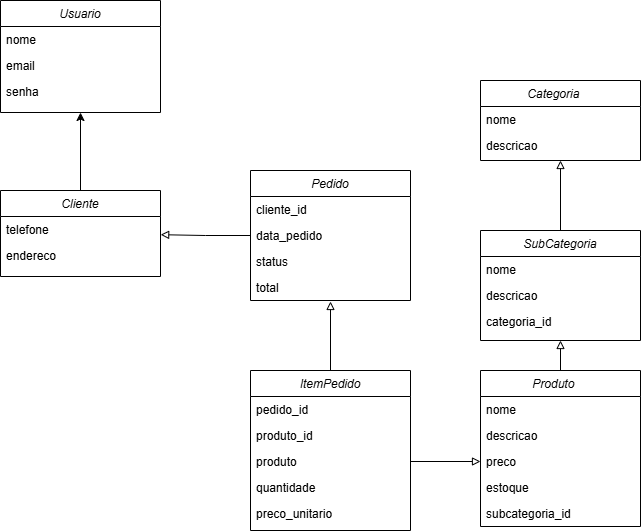 Usuario
nome
email
senha
Cliente
telefone
endereco
Pedido
cliente_id
data_pedido
status
total
ItemPedido
pedido_id
produto_id
produto
quantidade
preco_unitario
Categoria
nome
descricao
SubCategoria
nome
descricao
categoria_id
Produto
nome
descricao
preco
estoque
subcategoria_id